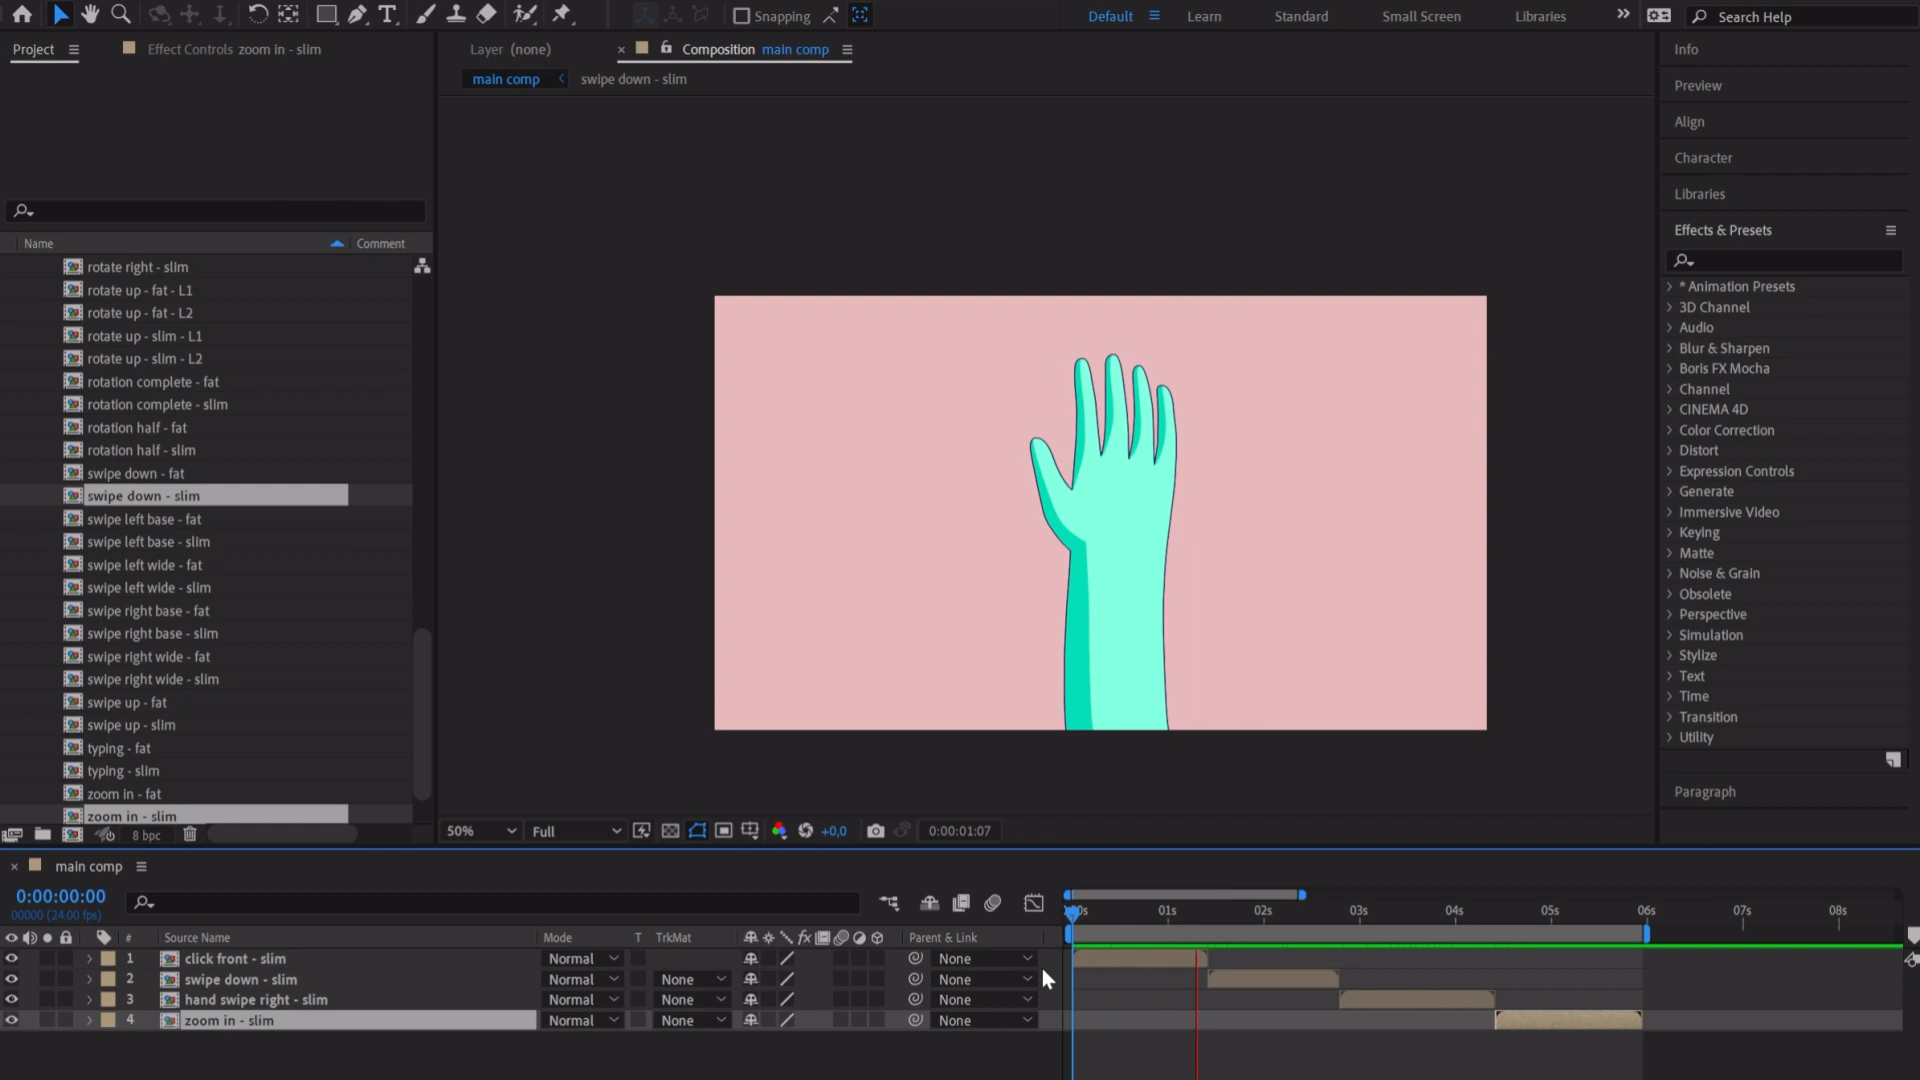 Snapping
Default
Learn
Standard
Small Screen
Libraries
Search Help
Project
Effect Controls zoom in - slim
Layer (none)
Composition main comp
main comp
swipe down - slim
Name
Comment
rotate right - slim
rotate up - fat - L1
rotate up - fat - L2
rotate up - slim - L1
rotate up - slim - L2
rotation complete - fat
rotation complete - slim
rotation half - fat
rotation half - slim
swipe down - fat
swipe down - slim
swipe left base - fat
swipe left base - slim
swipe left wide - fat
swipe left wide - slim
swipe right base - fat
swipe right base - slim
swipe right wide - fat
swipe right wide - slim
swipe up - fat
swipe up - slim
typing - fat
typing - slim
zoom in - fat
zoom in - slim
8 bpc
50%
Full
+0,0
0:00:01:07
Info
Preview
Align
Character
Libraries
Effects & Presets
* Animation Presets
3D Channel
Audio
Blur & Sharpen
Boris FX Mocha
Channel
CINEMA 4D
Color Correction
Distort
Expression Controls
Generate
Immersive Video
Keying
Matte
Noise & Grain
Obsolete
Perspective
Simulation
Stylize
Text
Time
Transition
Utility
Paragraph
main comp
0:00:00:00
00000 (24.00 fps)
01s
02s
03s
04s
05s
06s
07s
08s
# Source Name Mode T TrkMat fx Parent & Link
1 click front - slim Normal None
2 swipe down - slim Normal None None
3 hand swipe right - slim Normal None None
4 zoom in - slim Normal None None